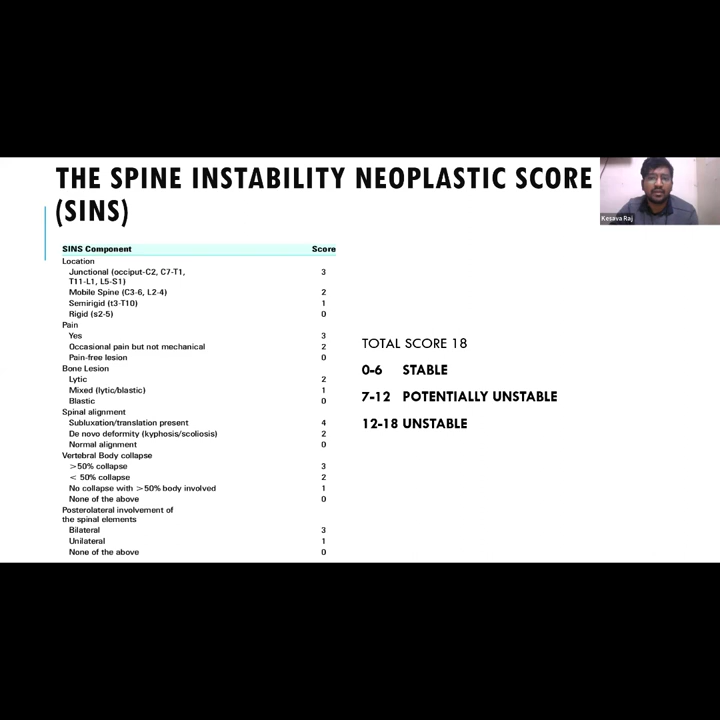 THE SPINE INSTABILITY NEOPLASTIC SCORE
(SINS)
Kesava Raj
SINS Component Score
Location
Junctional (occiput-C2, C7-T1, 3
T11-L1, L5-S1)
Mobile Spine (C3-6, L2-4) 2
Semirigid (t3-T10) 1
Rigid (s2-5) 0
Pain
Yes 3
Occasional pain but not mechanical 2
Pain-free lesion 0
Bone Lesion
Lytic 2
Mixed (lytic/blastic) 1
Blastic 0
Spinal alignment
Subluxation/translation present 4
De novo deformity (kyphosis/scoliosis) 2
Normal alignment 0
Vertebral Body collapse
>50% collapse 3
< 50% collapse 2
No collapse with >50% body involved 1
None of the above 0
Posterolateral involvement of
the spinal elements
Bilateral 3
Unilateral 1
None of the above 0
TOTAL SCORE 18
0-6 STABLE
7-12 POTENTIALLY UNSTABLE
12-18 UNSTABLE